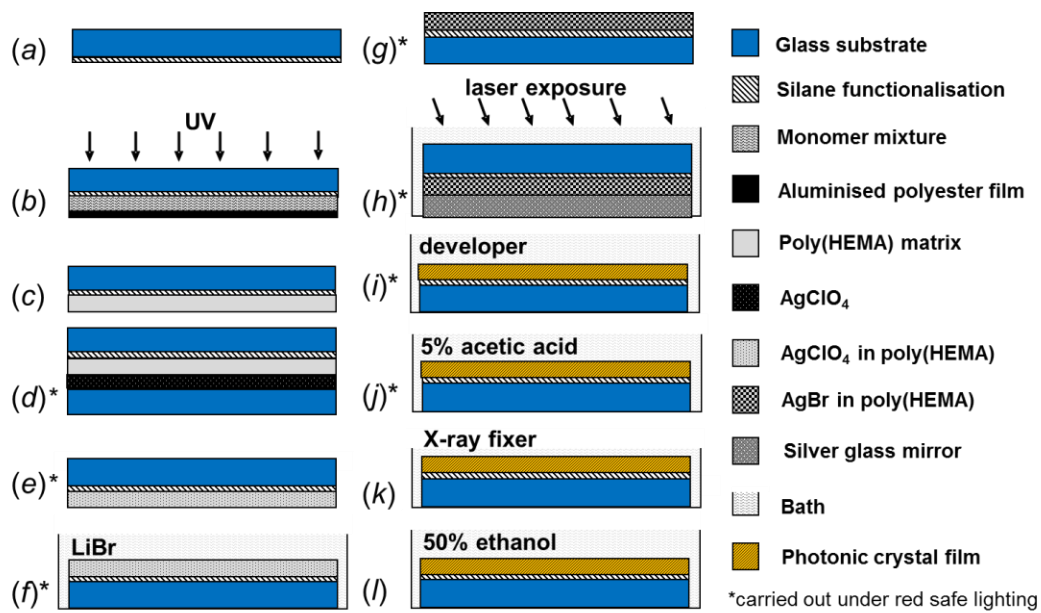 (a)
UV
(b)
(c)
(d)*
(e)*
LiBr
(f)*
(g)*
laser exposure
(h)*
developer
(i)*
5% acetic acid
(j)*
X-ray fixer
(k)
50% ethanol
(l)
Glass substrate
Silane functionalisation
Monomer mixture
Aluminised polyester film
Poly(HEMA) matrix
AgClO₄
AgClO₄ in poly(HEMA)
AgBr in poly(HEMA)
Silver glass mirror
Bath
Photonic crystal film
*carried out under red safe lighting